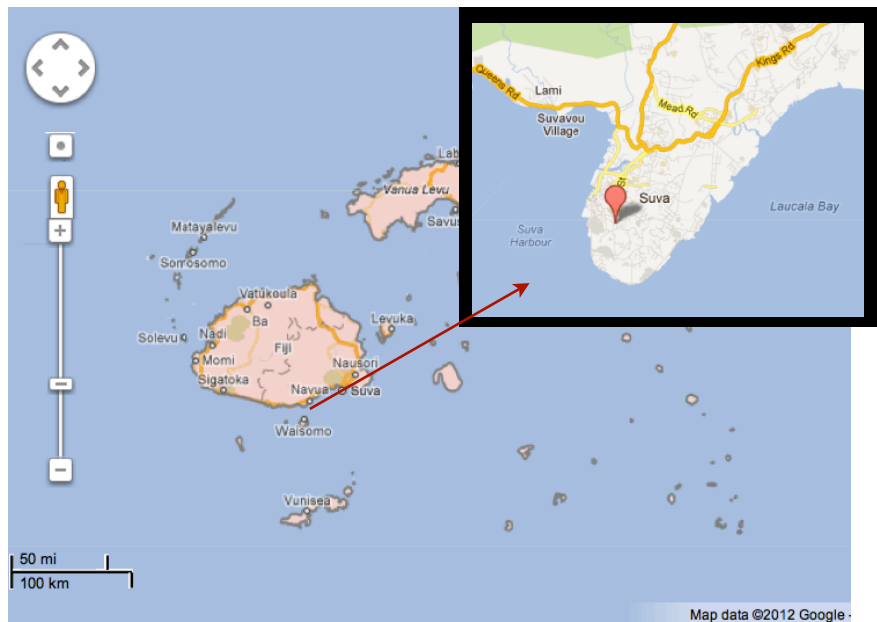 Queens Rd
Lami
Kings Rd
Mead Rd
Suvavou
Village
St
Suva
Laucala Bay
Suva
Harbour
Lab
Vanua Levu
Savus
Matayalevu
Somosomo
Vatukoula
Ba
Levuka
Solevu
Nadi
Fiji
Momi
Nausori
Sigatoka
Navua
Suva
Waisomo
Vunisea
50 mi
100 km
Map data ©2012 Google -